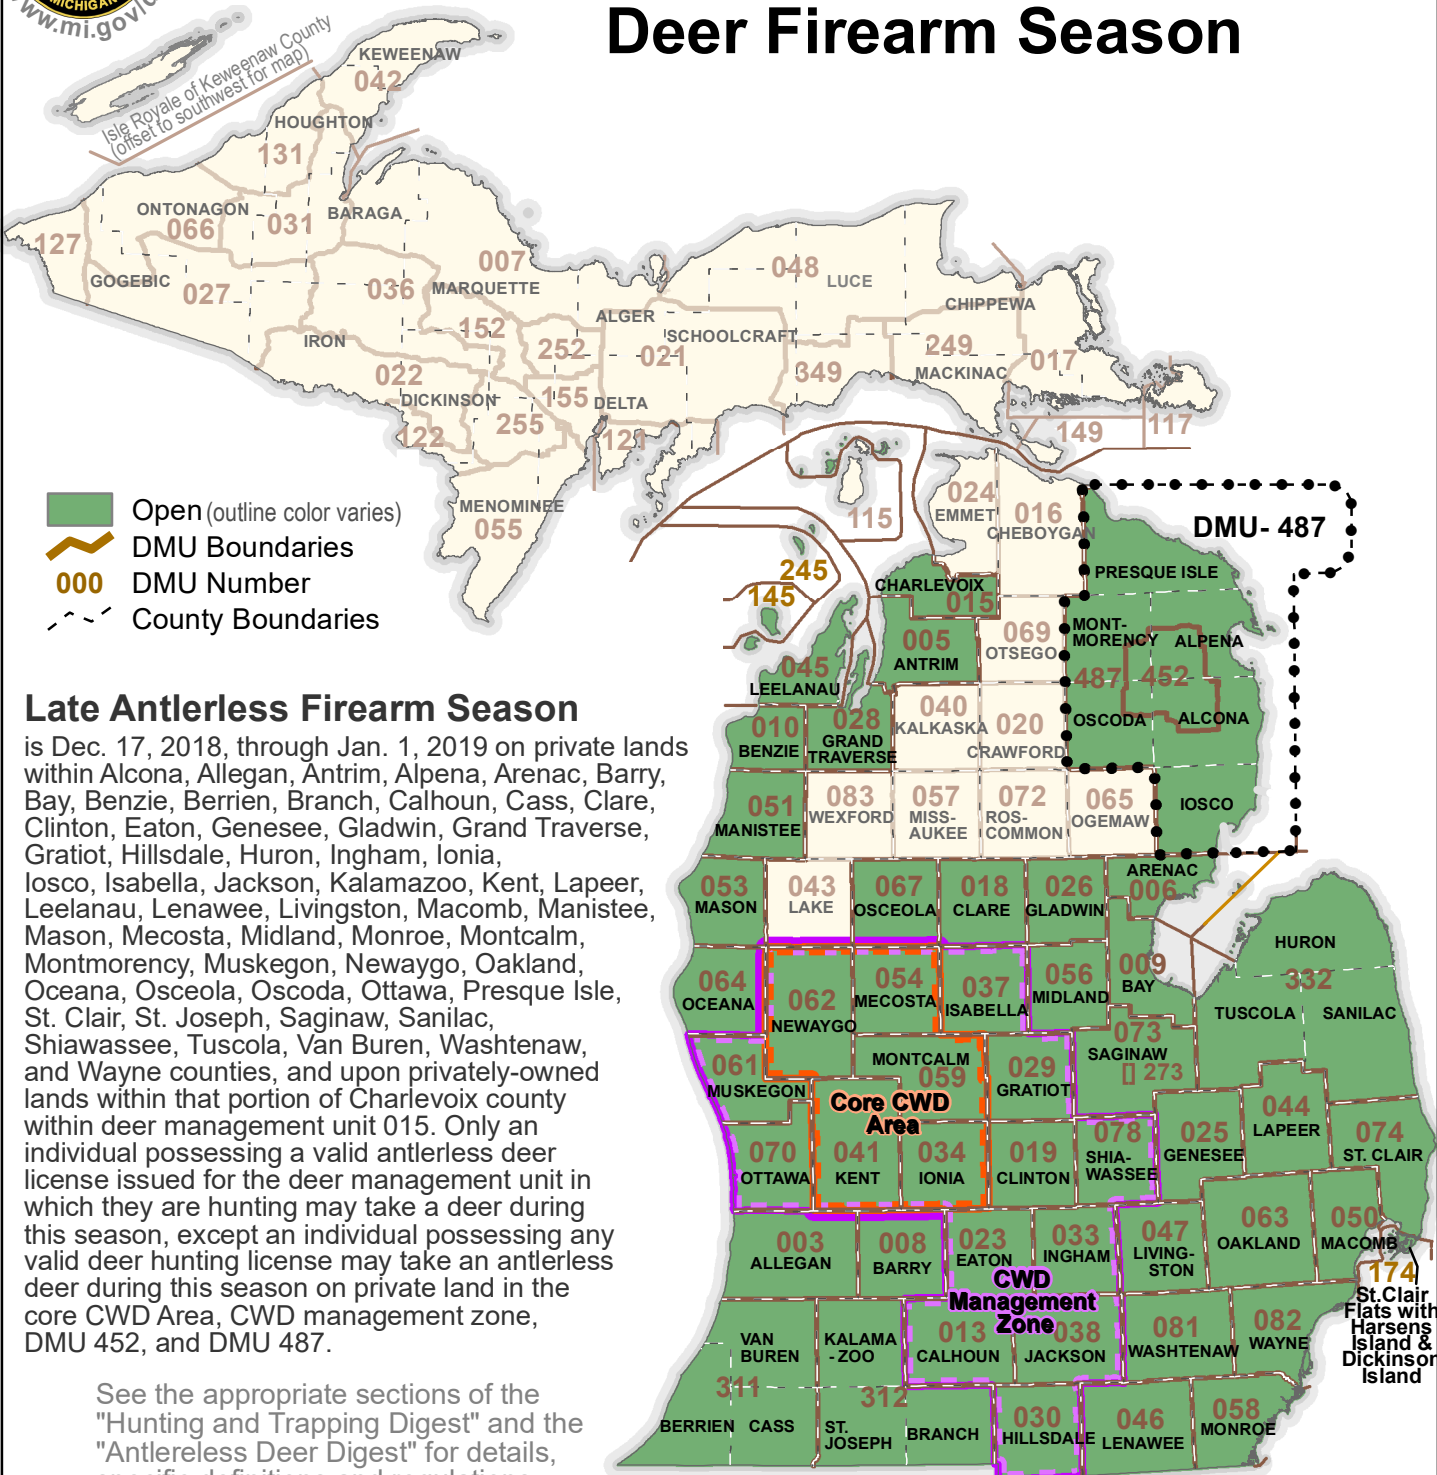 MICHIGAN
www.mi.gov/
Deer Firearm Season
Isle Royale of Keweenaw County
(offset to southwest for map)
KEWEENAW
042
HOUGHTON
131
ONTONAGON
066
031
BARAGA
127
GOGEBIC
027
036
007
MARQUETTE
048
LUCE
CHIPPEWA
152
ALGER
SCHOOLCRAFT
IRON
252
021
349
249
MACKINAC
017
022
DICKINSON
155
DELTA
255
122
121
149
117
MENOMINEE
055
115
024
EMMET
016
CHEBOYGAN
DMU- 487
Open (outline color varies)
DMU Boundaries
000 DMU Number
County Boundaries
245
145
CHARLEVOIX
015
PRESQUE ISLE
045
LEELANAU
005
ANTRIM
069
OTSEGO
MONT-
MORENCY
ALPENA
487
452
OSCODA
ALCONA
010
BENZIE
028
GRAND
TRAVERSE
040
KALKASKA
020
CRAWFORD
051
MANISTEE
083
WEXFORD
057
MISS-
AUKEE
072
ROS-
COMMON
065
OGEMAW
IOSCO
053
MASON
043
LAKE
067
OSCEOLA
018
CLARE
026
GLADWIN
ARENAC
006
064
OCEANA
062
NEWAYGO
054
MECOSTA
037
ISABELLA
056
MIDLAND
009
BAY
HURON
332
TUSCOLA
SANILAC
061
MUSKEGON
MONTCALM
059
029
GRATIOT
073
SAGINAW
273
Core CWD
Area
070
OTTAWA
041
KENT
034
IONIA
019
CLINTON
078
SHIA-
WASSEE
025
GENESEE
044
LAPEER
074
ST. CLAIR
003
ALLEGAN
008
BARRY
023
EATON
033
INGHAM
047
LIVING-
STON
063
OAKLAND
050
MACOMB
174
St.Clair
Flats with
Harsens
Island &
Dickinson
Island
CWD
Management
Zone
VAN
BUREN
KALAMA
-ZOO
013
CALHOUN
038
JACKSON
081
WASHTENAW
082
WAYNE
311
312
BERRIEN
CASS
ST.
JOSEPH
BRANCH
030
HILLSDALE
046
LENAWEE
058
MONROE
Late Antlerless Firearm Season
is Dec. 17, 2018, through Jan. 1, 2019 on private lands
within Alcona, Allegan, Antrim, Alpena, Arenac, Barry,
Bay, Benzie, Berrien, Branch, Calhoun, Cass, Clare,
Clinton, Eaton, Genesee, Gladwin, Grand Traverse,
Gratiot, Hillsdale, Huron, Ingham, Ionia,
Iosco, Isabella, Jackson, Kalamazoo, Kent, Lapeer,
Leelanau, Lenawee, Livingston, Macomb, Manistee,
Mason, Mecosta, Midland, Monroe, Montcalm,
Montmorency, Muskegon, Newaygo, Oakland,
Oceana, Osceola, Oscoda, Ottawa, Presque Isle,
St. Clair, St. Joseph, Saginaw, Sanilac,
Shiawassee, Tuscola, Van Buren, Washtenaw,
and Wayne counties, and upon privately-owned
lands within that portion of Charlevoix county
within deer management unit 015. Only an
individual possessing a valid antlerless deer
license issued for the deer management unit in
which they are hunting may take a deer during
this season, except an individual possessing any
valid deer hunting license may take an antlerless
deer during this season on private land in the
core CWD Area, CWD management zone,
DMU 452, and DMU 487.
See the appropriate sections of the
"Hunting and Trapping Digest" and the
"Antlereless Deer Digest" for details,